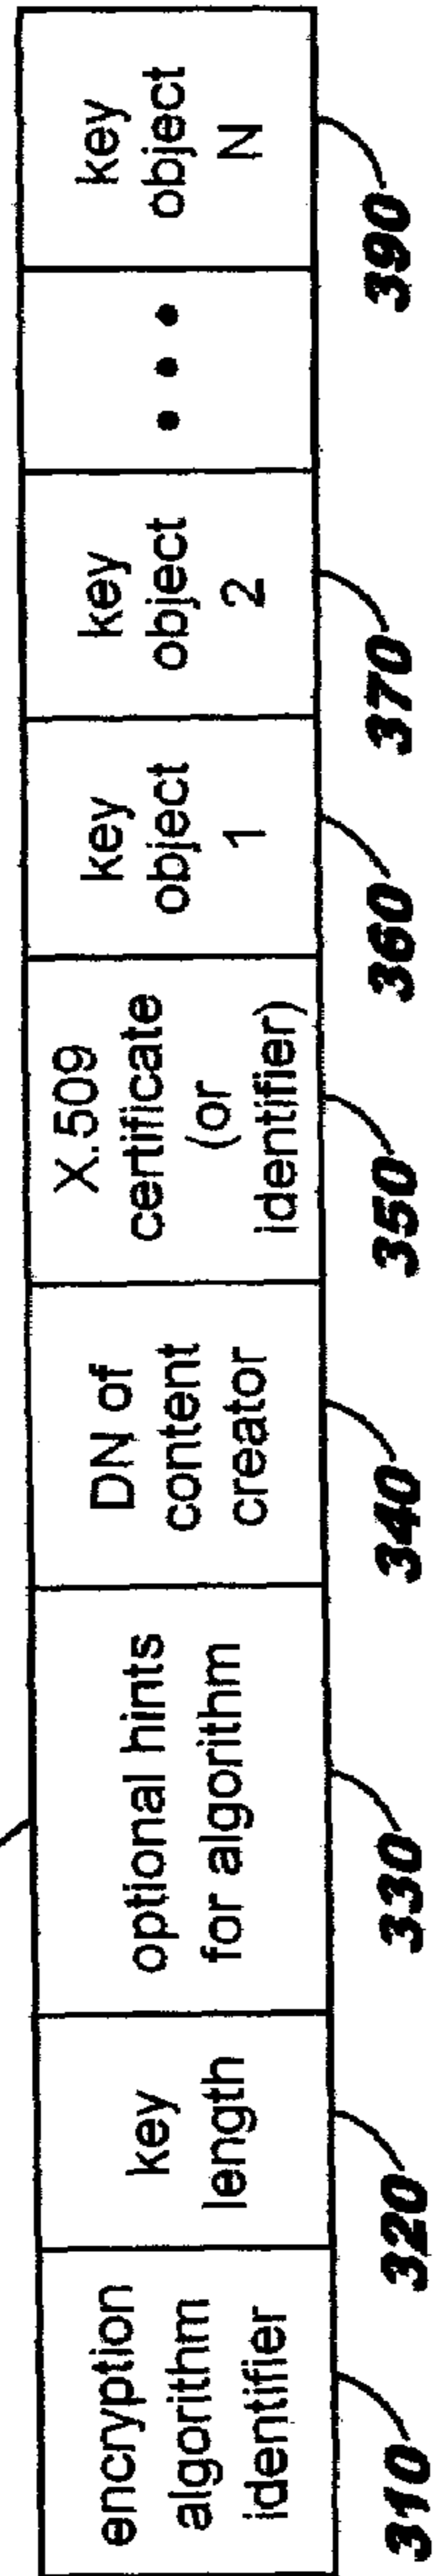 encryption
algorithm
identifier
key
length
optional hints
for algorithm
DN of
content
creator
X.509
certificate
(or
identifier)
key
object
1
key
object
2
• • •
key
object
N
310
320
330
340
350
360
370
390